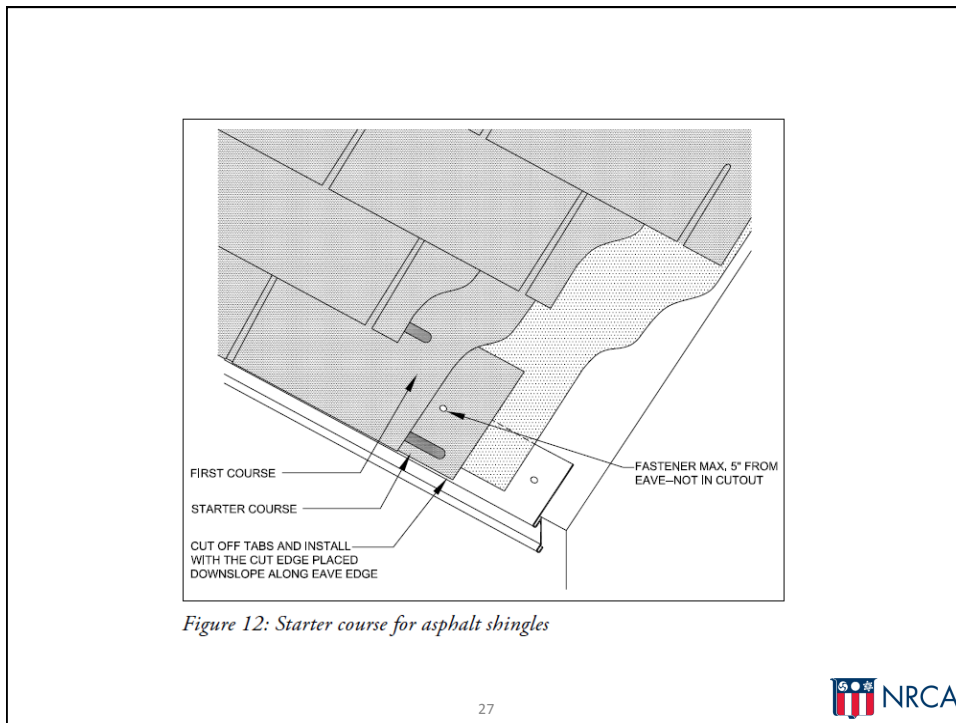 FIRST COURSE
STARTER COURSE
CUT OFF TABS AND INSTALL
WITH THE CUT EDGE PLACED
DOWNSLOPE ALONG EAVE EDGE
FASTENER MAX. 5" FROM
EAVE–NOT IN CUTOUT
Figure 12: Starter course for asphalt shingles
27
NRCA